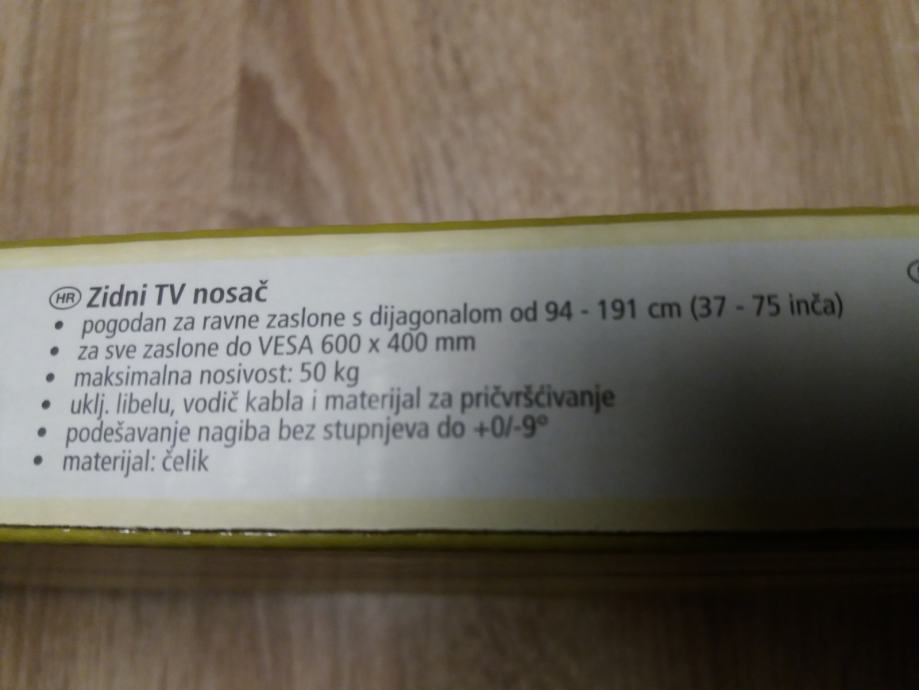 HR Zidni TV nosač
• pogodan za ravne zaslone s dijagonalom od 94 - 191 cm (37 - 75 inča)
• za sve zaslone do VESA 600 x 400 mm
• maksimalna nosivost: 50 kg
• uklj. libelu, vodič kabla i materijal za pričvršćivanje
• podešavanje nagiba bez stupnjeva do +0/-9°
• materijal: čelik